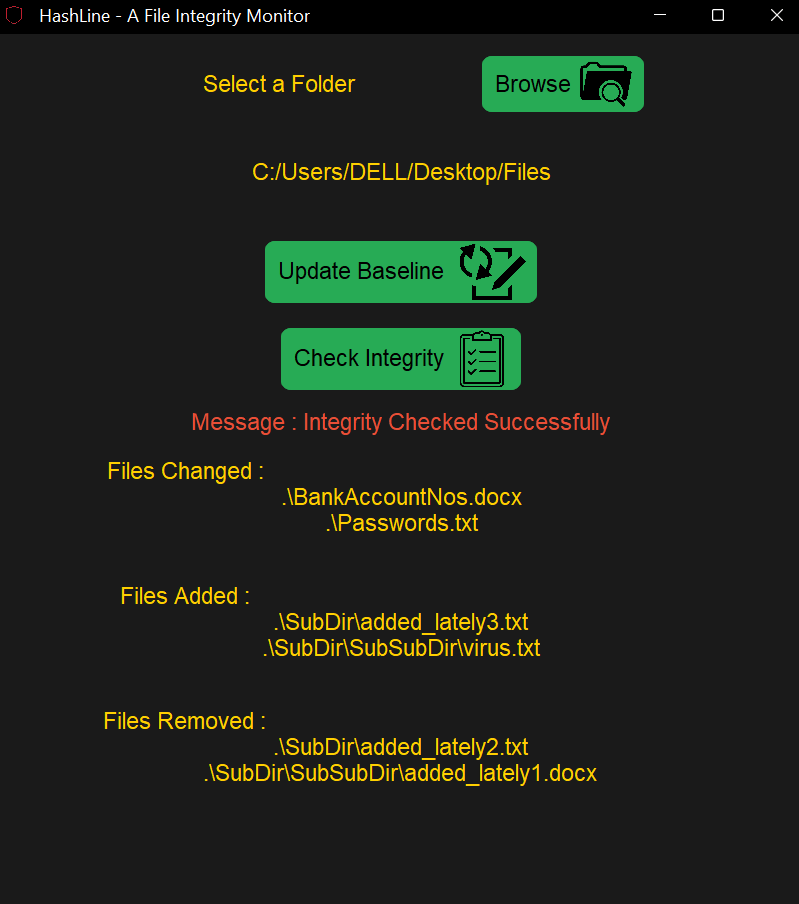 HashLine - A File Integrity Monitor
Select a Folder
Browse
C:/Users/DELL/Desktop/Files
Update Baseline
Check Integrity
Message : Integrity Checked Successfully
Files Changed :
.\BankAccountNos.docx
.\Passwords.txt
Files Added :
.\SubDir\added_lately3.txt
.\SubDir\SubSubDir\virus.txt
Files Removed :
.\SubDir\added_lately2.txt
.\SubDir\SubSubDir\added_lately1.docx